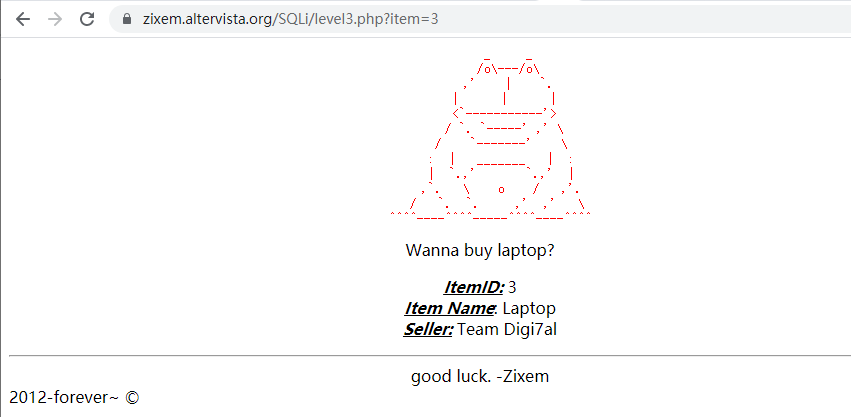 zixem.altervista.org/SQLi/level3.php?item=3
Wanna buy laptop?
ItemID: 3
Item Name: Laptop
Seller: Team Digi7al
good luck. -Zixem
2012-forever~ ©